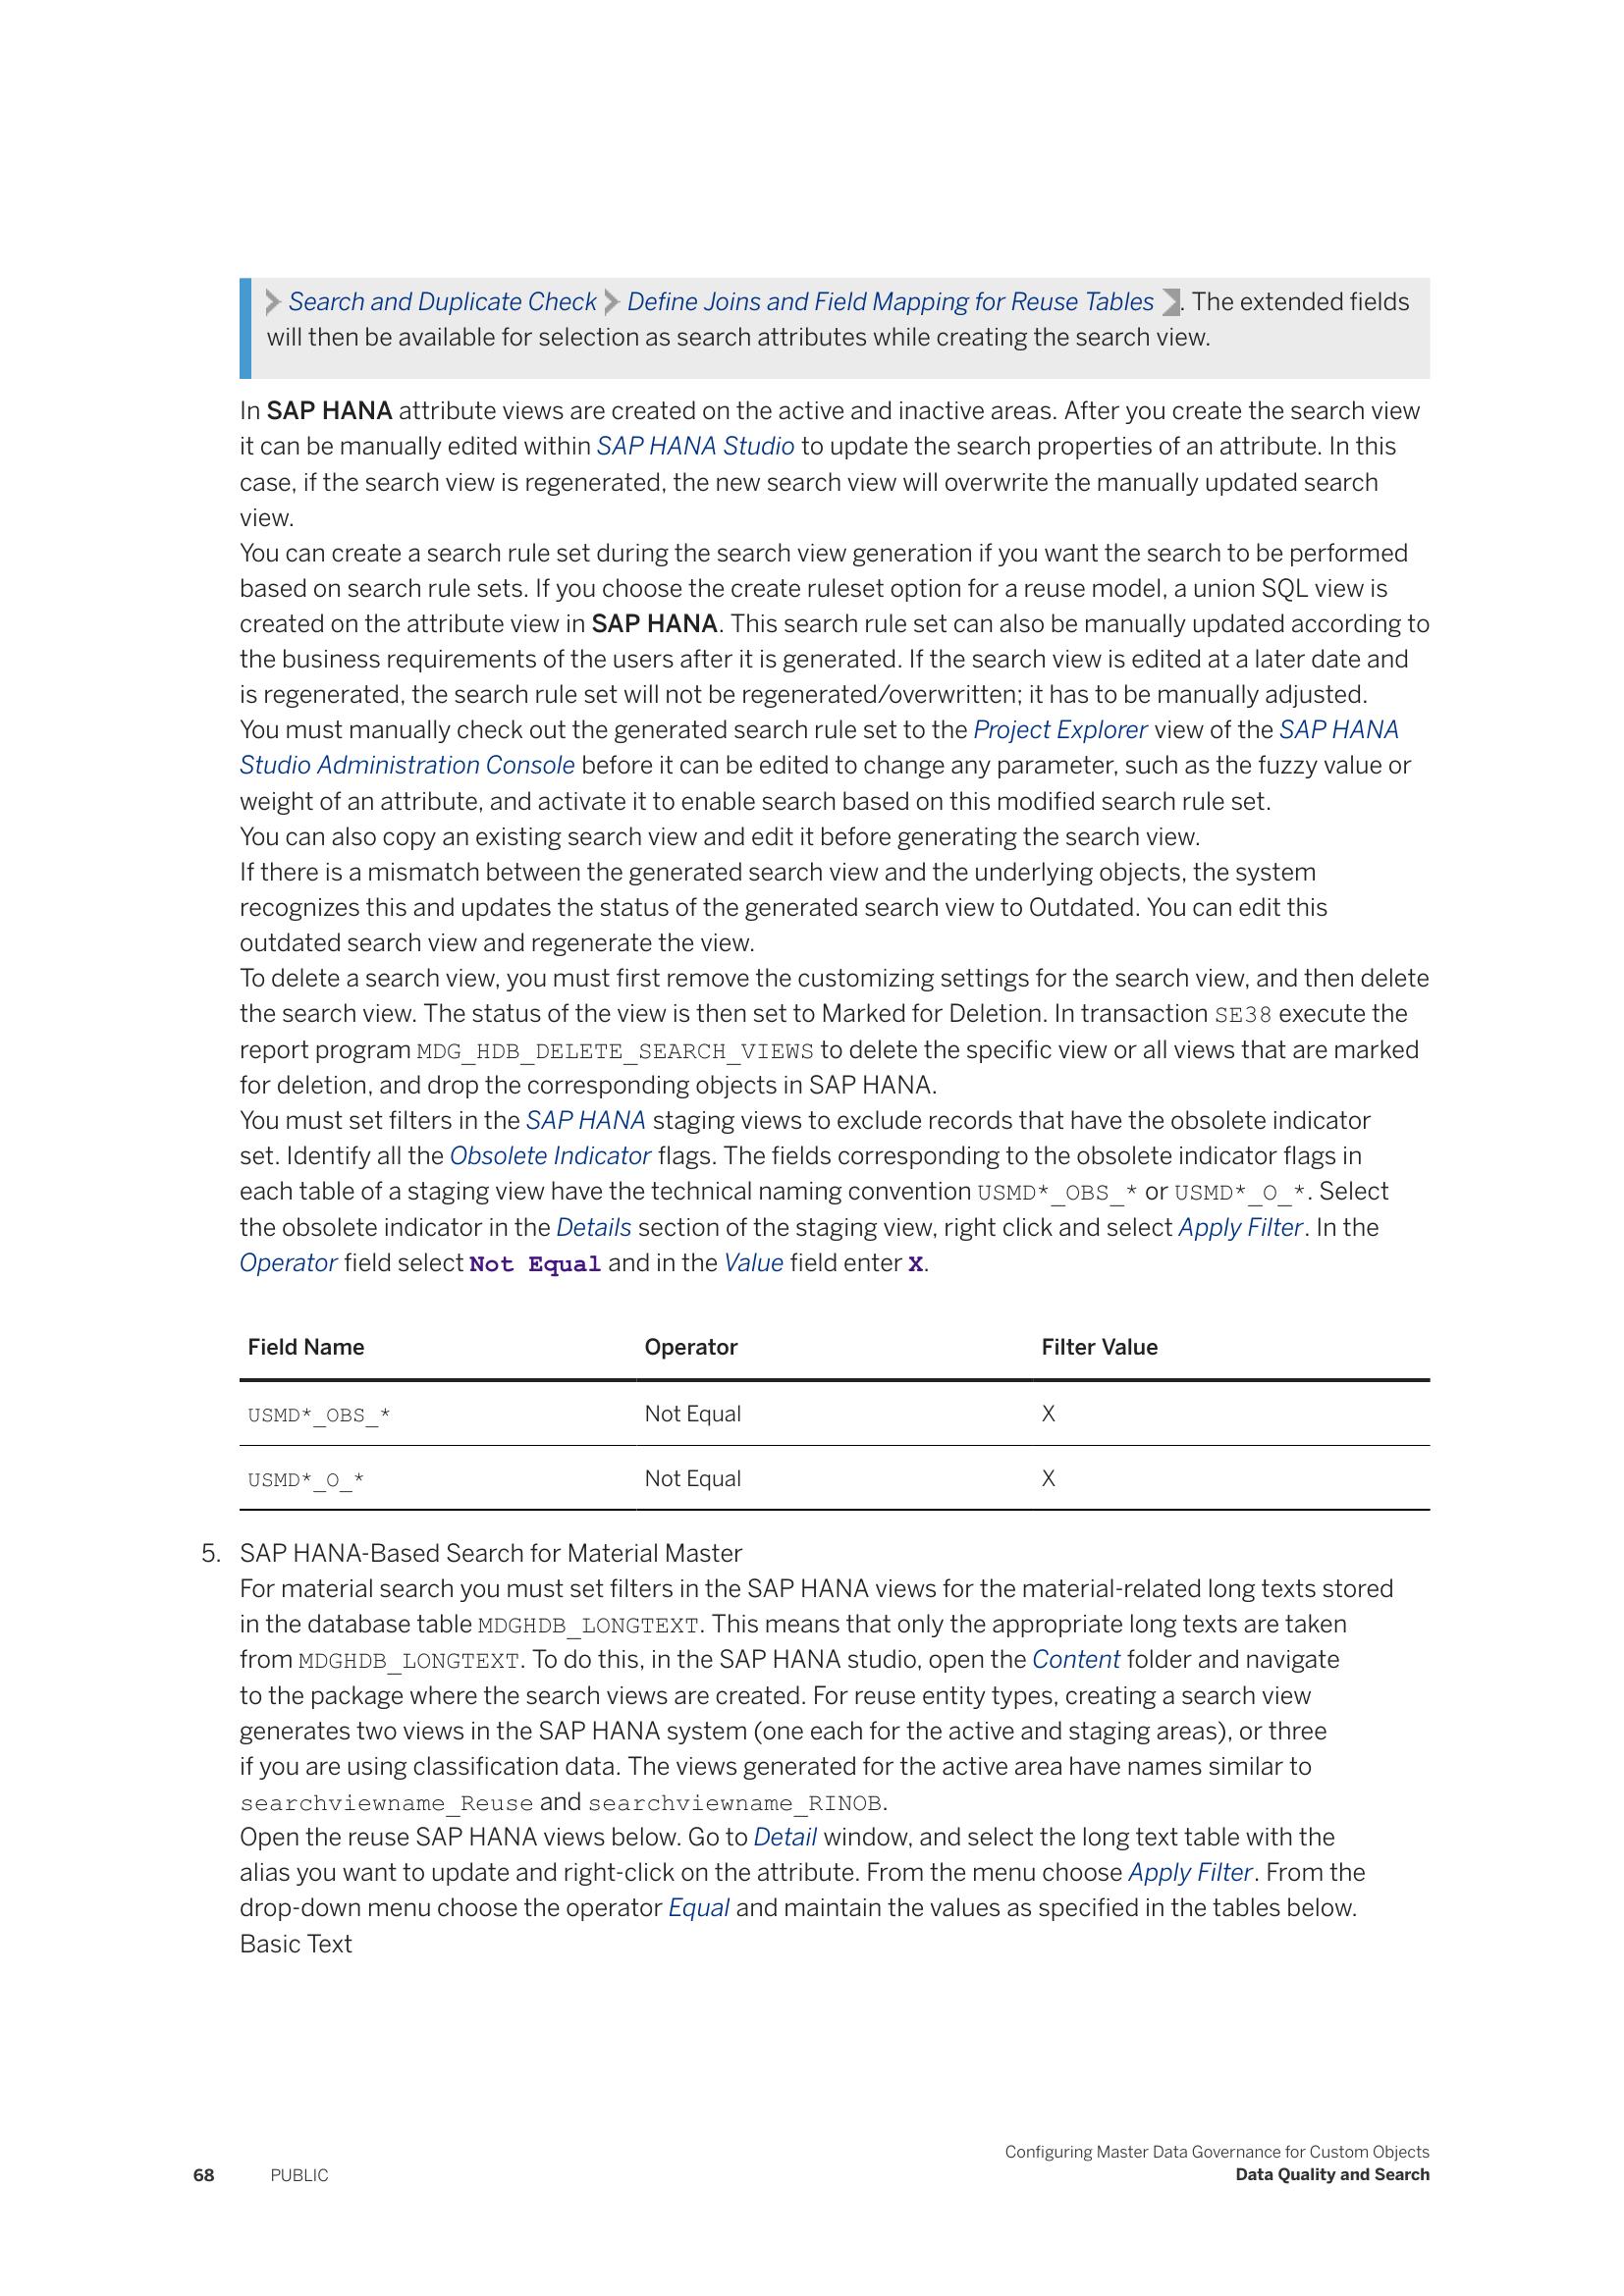 Search and Duplicate Check Define Joins and Field Mapping for Reuse Tables . The extended fields
will then be available for selection as search attributes while creating the search view.
In SAP HANA attribute views are created on the active and inactive areas. After you create the search view
it can be manually edited within SAP HANA Studio to update the search properties of an attribute. In this
case, if the search view is regenerated, the new search view will overwrite the manually updated search
view.
You can create a search rule set during the search view generation if you want the search to be performed
based on search rule sets. If you choose the create ruleset option for a reuse model, a union SQL view is
created on the attribute view in SAP HANA. This search rule set can also be manually updated according to
the business requirements of the users after it is generated. If the search view is edited at a later date and
is regenerated, the search rule set will not be regenerated/overwritten; it has to be manually adjusted.
You must manually check out the generated search rule set to the Project Explorer view of the SAP HANA
Studio Administration Console before it can be edited to change any parameter, such as the fuzzy value or
weight of an attribute, and activate it to enable search based on this modified search rule set.
You can also copy an existing search view and edit it before generating the search view.
If there is a mismatch between the generated search view and the underlying objects, the system
recognizes this and updates the status of the generated search view to Outdated. You can edit this
outdated search view and regenerate the view.
To delete a search view, you must first remove the customizing settings for the search view, and then delete
the search view. The status of the view is then set to Marked for Deletion. In transaction SE38 execute the
report program MDG_HDB_DELETE_SEARCH_VIEWS to delete the specific view or all views that are marked
for deletion, and drop the corresponding objects in SAP HANA.
You must set filters in the SAP HANA staging views to exclude records that have the obsolete indicator
set. Identify all the Obsolete Indicator flags. The fields corresponding to the obsolete indicator flags in
each table of a staging view have the technical naming convention USMD*_OBS_* or USMD*_O_*. Select
the obsolete indicator in the Details section of the staging view, right click and select Apply Filter. In the
Operator field select Not Equal and in the Value field enter X.
Field Name Operator Filter Value
USMD*_OBS_* Not Equal X
USMD*_O_* Not Equal X
5. SAP HANA-Based Search for Material Master
For material search you must set filters in the SAP HANA views for the material-related long texts stored
in the database table MDGHDB_LONGTEXT. This means that only the appropriate long texts are taken
from MDGHDB_LONGTEXT. To do this, in the SAP HANA studio, open the Content folder and navigate
to the package where the search views are created. For reuse entity types, creating a search view
generates two views in the SAP HANA system (one each for the active and staging areas), or three
if you are using classification data. The views generated for the active area have names similar to
searchviewname_Reuse and searchviewname_RINOB.
Open the reuse SAP HANA views below. Go to Detail window, and select the long text table with the
alias you want to update and right-click on the attribute. From the menu choose Apply Filter. From the
drop-down menu choose the operator Equal and maintain the values as specified in the tables below.
Basic Text
Configuring Master Data Governance for Custom Objects
68 PUBLIC Data Quality and Search